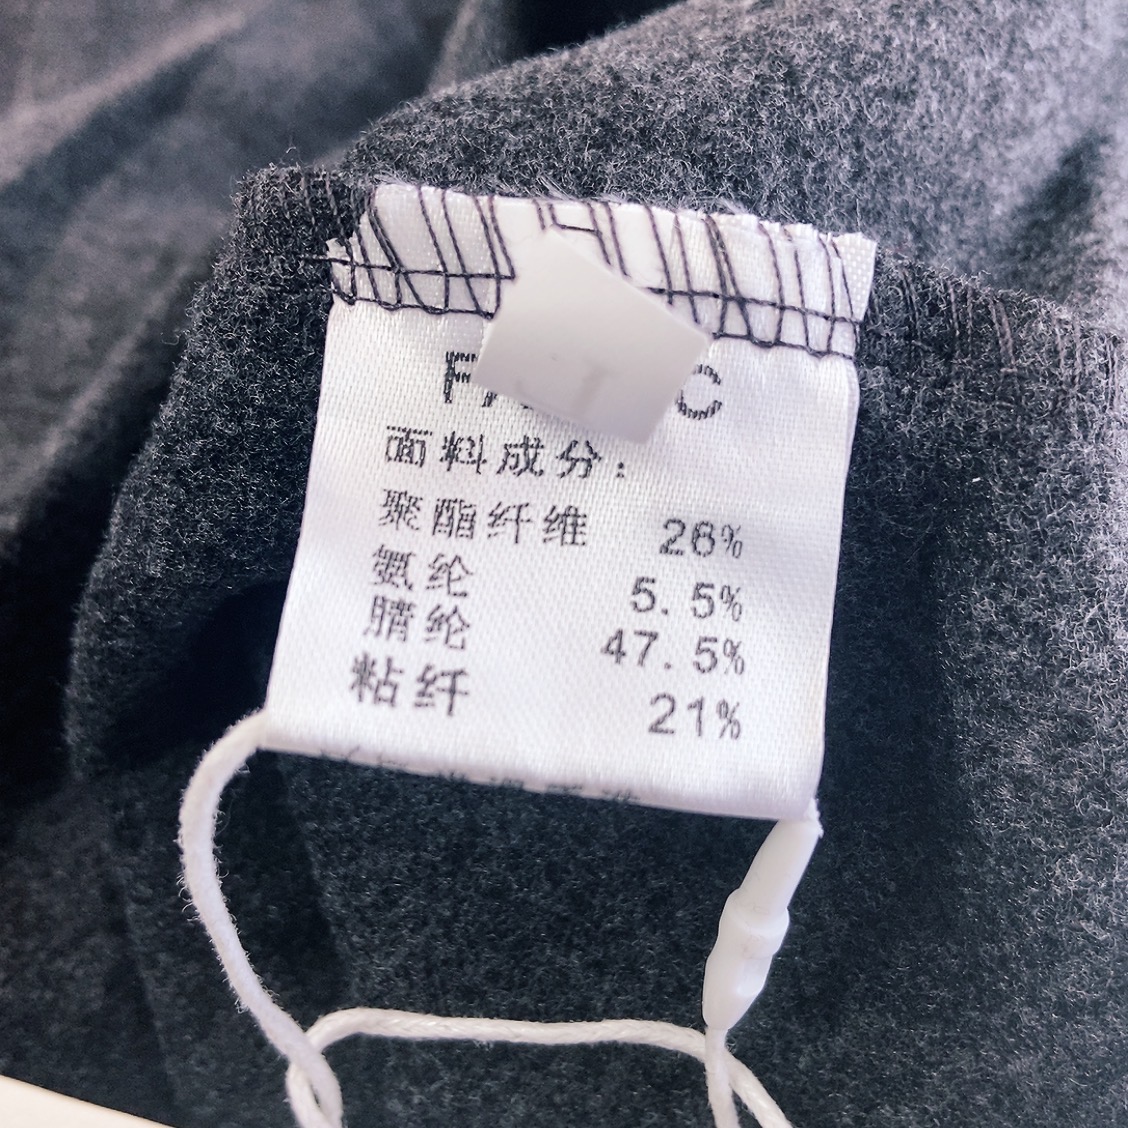 面料成分:
聚酯纤维 26%
氨纶 5.5%
腈纶 47.5%
粘纤 21%